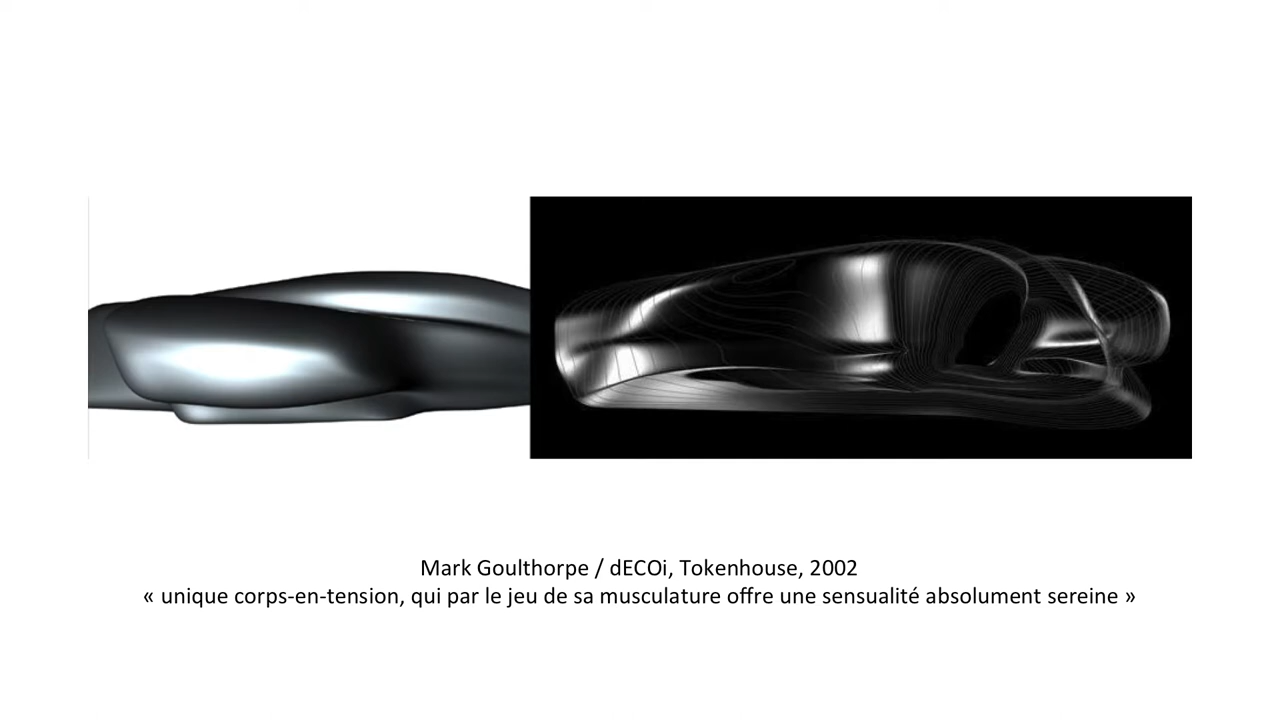 Mark Goulthorpe / dECOi, Tokenhouse, 2002
« unique corps-en-tension, qui par le jeu de sa musculature offre une sensualité absolument sereine »